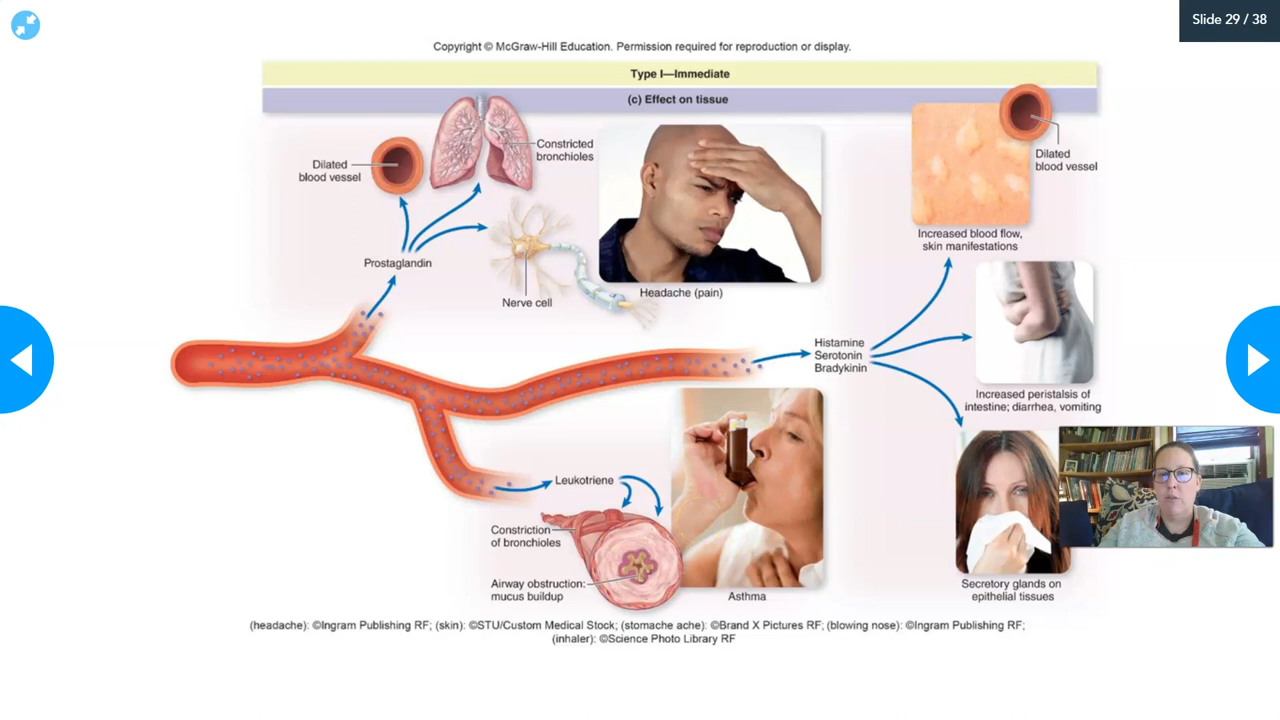 Slide 29 / 38
Copyright © McGraw-Hill Education. Permission required for reproduction or display.
Type I—Immediate
(c) Effect on tissue
Dilated
blood vessel
Constricted
bronchioles
Prostaglandin
Nerve cell
Headache (pain)
Dilated
blood vessel
Increased blood flow,
skin manifestations
Histamine
Serotonin
Bradykinin
Increased peristalsis of
intestine; diarrhea, vomiting
Leukotriene
Constriction
of bronchioles
Airway obstruction:
mucus buildup
Asthma
Secretory glands on
epithelial tissues
(headache): ©Ingram Publishing RF; (skin): ©STU/Custom Medical Stock; (stomache ache): ©Brand X Pictures RF; (blowing nose): ©Ingram Publishing RF;
(inhaler): ©Science Photo Library RF